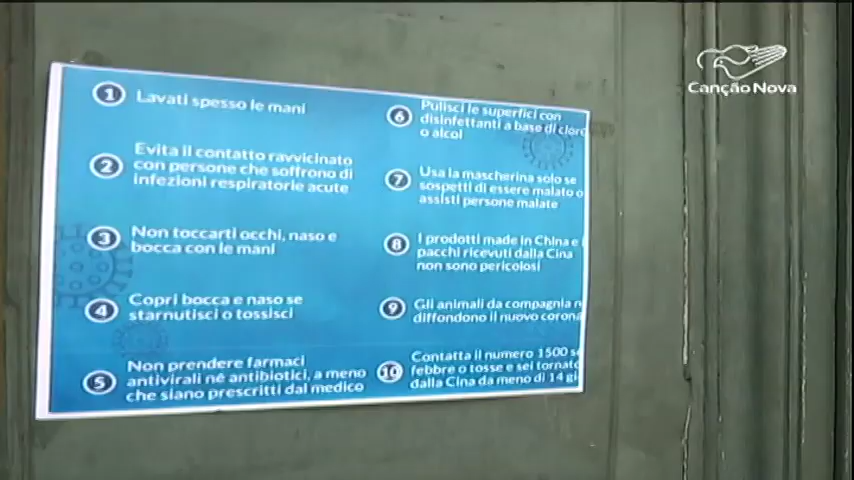 1 Lavati spesso le mani
2 Evita il contatto ravvicinato
con persone che soffrono di
infezioni respiratorie acute
3 Non toccarti occhi, naso e
bocca con le mani
4 Copri bocca e naso se
starnutisci o tossisci
5 Non prendere farmaci
antivirali né antibiotici, a meno
che siano prescritti dal medico
6 Pulisci le superfici con
disinfettanti a base di cloro
o alcol
7 Usa la mascherina solo se
sospetti di essere malato o
assisti persone malate
8 I prodotti made in China e i
pacchi ricevuti dalla Cina
non sono pericolosi
9 Gli animali da compagnia n
diffondono il nuovo corona
10 Contatta il numero 1500 se
febbre o tosse e sei tornato
dalla Cina da meno di 14 gi
Canção Nova